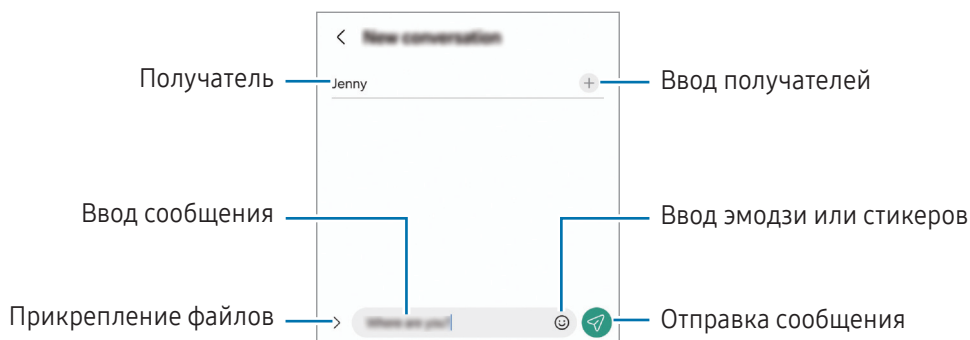 New conversation
Получатель
Jenny
Ввод получателей
Ввод сообщения
Ввод эмодзи или стикеров
Прикрепление файлов
Where are you?
Отправка сообщения